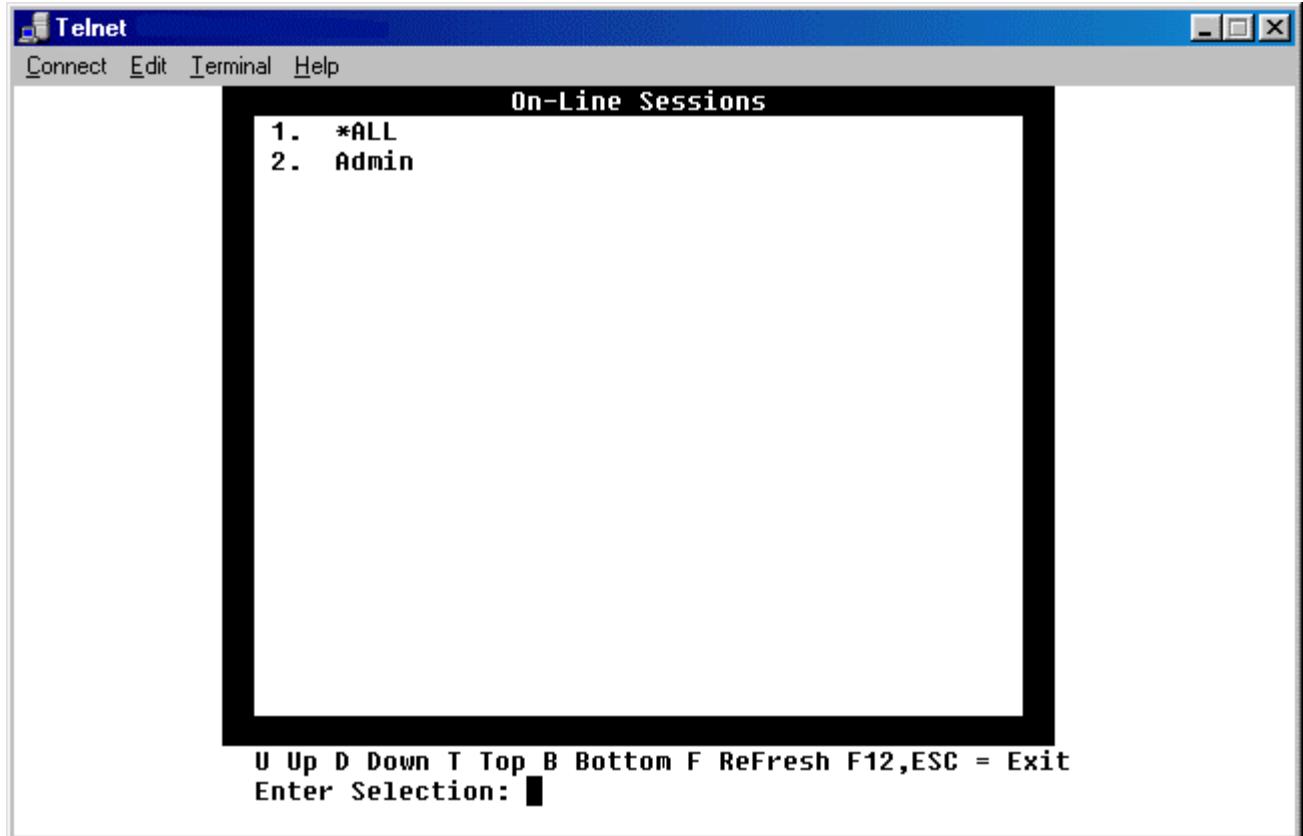 Telnet
Connect Edit Terminal Help
On-Line Sessions
1. *ALL
2. Admin
U Up D Down T Top B Bottom F ReFresh F12,ESC = Exit
Enter Selection: